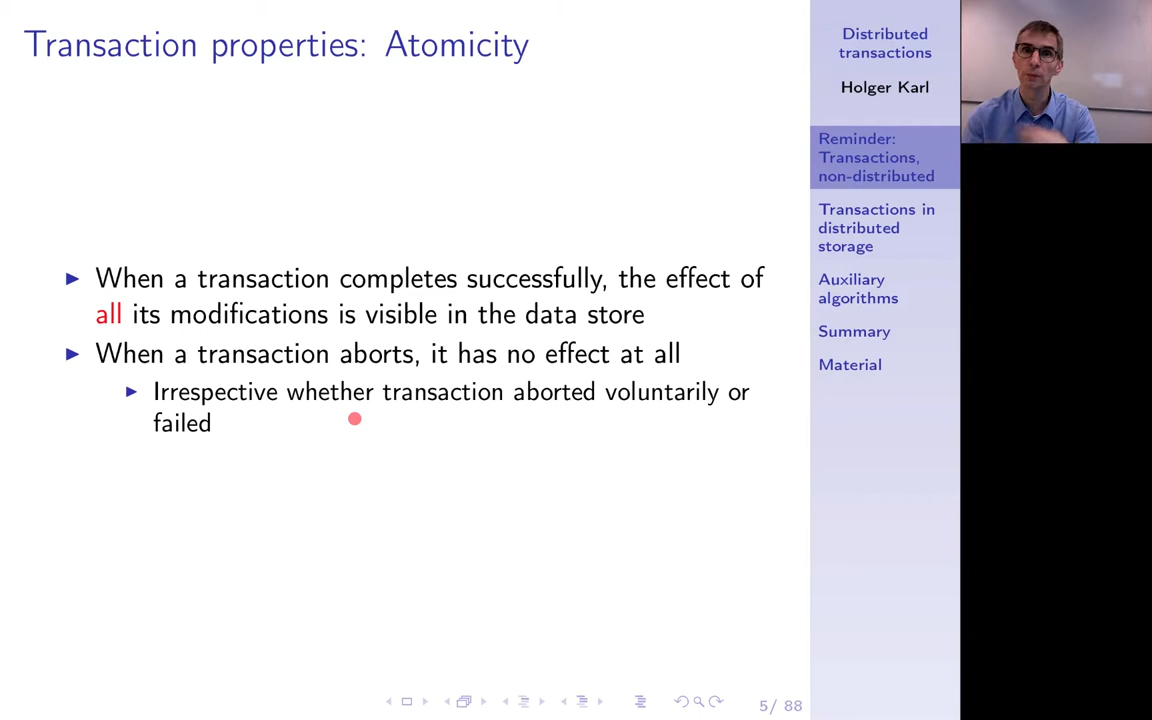 Transaction properties: Atomicity
When a transaction completes successfully, the effect of
all its modifications is visible in the data store
When a transaction aborts, it has no effect at all
Irrespective whether transaction aborted voluntarily or
failed
5/ 88
Distributed
transactions
Holger Karl
Reminder:
Transactions,
non-distributed
Transactions in
distributed
storage
Auxiliary
algorithms
Summary
Material